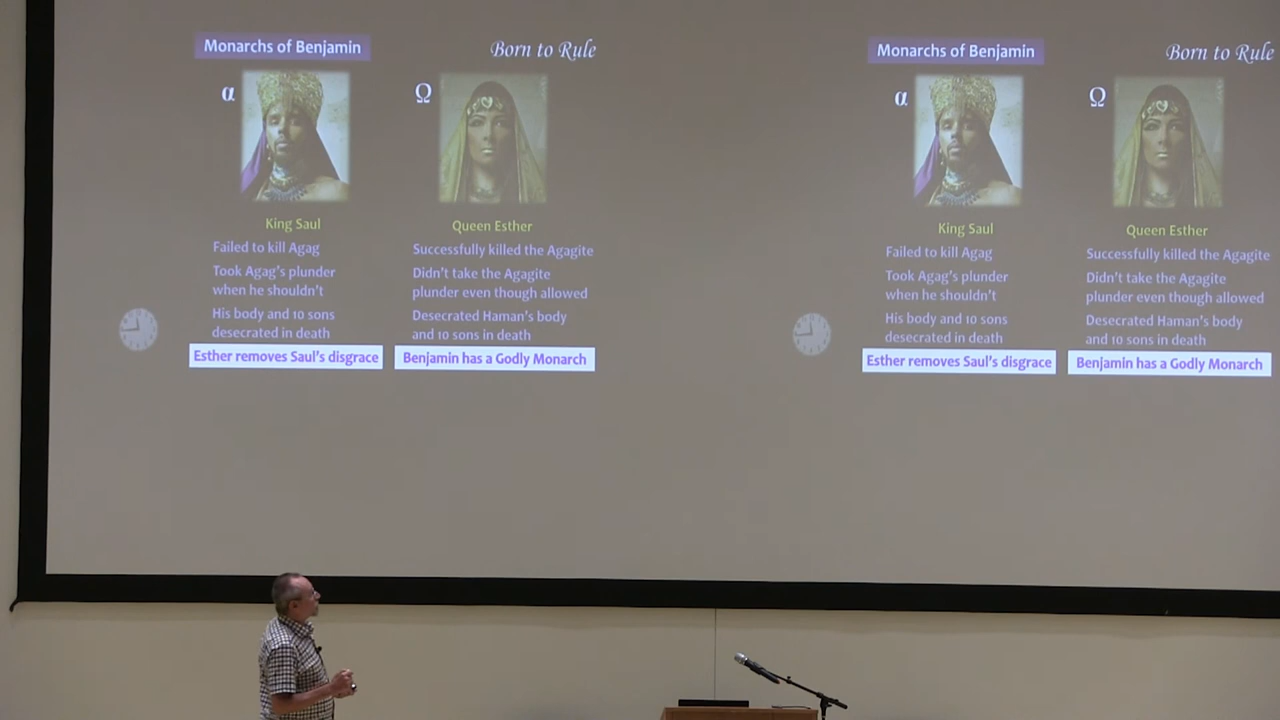 Monarchs of Benjamin
Born to Rule
α
Ω
King Saul
Queen Esther
Failed to kill Agag
Successfully killed the Agagite
Took Agag's plunder
when he shouldn't
Didn't take the Agagite
plunder even though allowed
His body and 10 sons
desecrated in death
Desecrated Haman's body
and 10 sons in death
Esther removes Saul's disgrace
Benjamin has a Godly Monarch
Monarchs of Benjamin
Born to Rule
α
Ω
King Saul
Queen Esther
Failed to kill Agag
Successfully killed the Agagite
Took Agag's plunder
when he shouldn't
Didn't take the Agagite
plunder even though allowed
His body and 10 sons
desecrated in death
Desecrated Haman's body
and 10 sons in death
Esther removes Saul's disgrace
Benjamin has a Godly Monarch